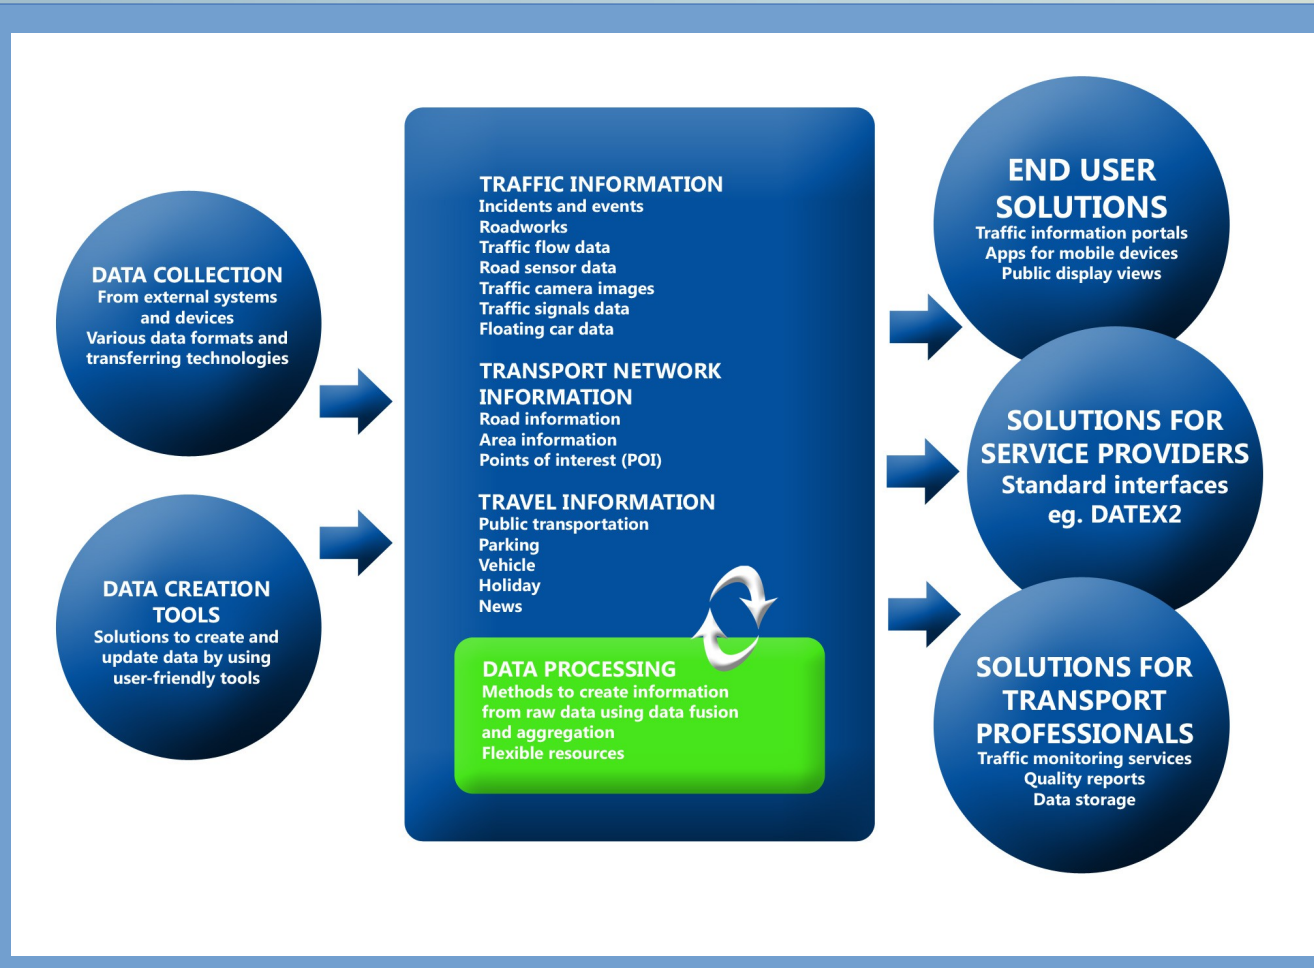 DATA COLLECTION
From external systems
and devices
Various data formats and
transferring technologies
DATA CREATION
TOOLS
Solutions to create and
update data by using
user-friendly tools
TRAFFIC INFORMATION
Incidents and events
Roadworks
Traffic flow data
Road sensor data
Traffic camera images
Traffic signals data
Floating car data
TRANSPORT NETWORK
INFORMATION
Road information
Area information
Points of interest (POI)
TRAVEL INFORMATION
Public transportation
Parking
Vehicle
Holiday
News
DATA PROCESSING
Methods to create information
from raw data using data fusion
and aggregation
Flexible resources
END USER
SOLUTIONS
Traffic information portals
Apps for mobile devices
Public display views
SOLUTIONS FOR
SERVICE PROVIDERS
Standard interfaces
eg. DATEX2
SOLUTIONS FOR
TRANSPORT
PROFESSIONALS
Traffic monitoring services
Quality reports
Data storage